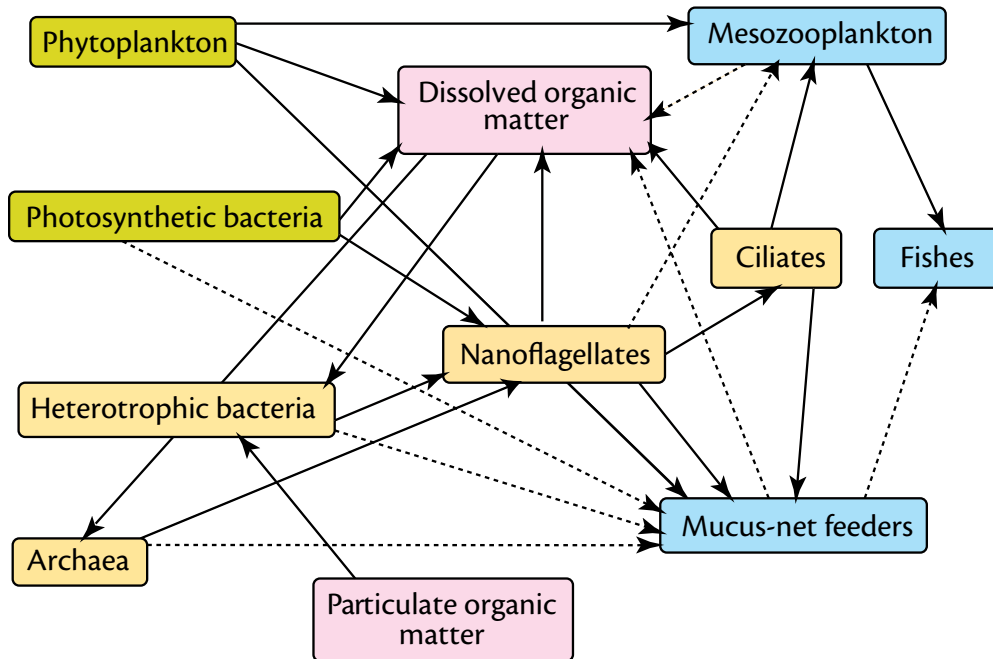 Phytoplankton
Mesozooplankton
Dissolved organic
matter
Photosynthetic bacteria
Ciliates
Fishes
Nanoflagellates
Heterotrophic bacteria
Mucus-net feeders
Archaea
Particulate organic
matter